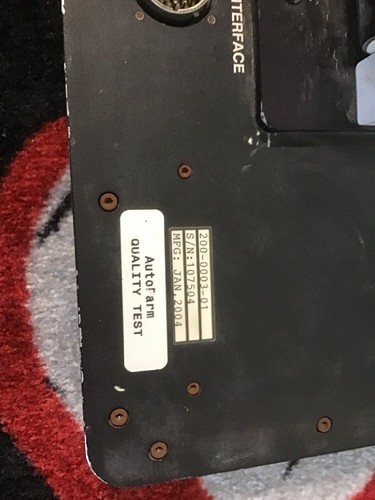 INTERFACE
200-0003-01
S/N:107504
MFG: JAN,2004
AutoFarm
QUALITY TEST